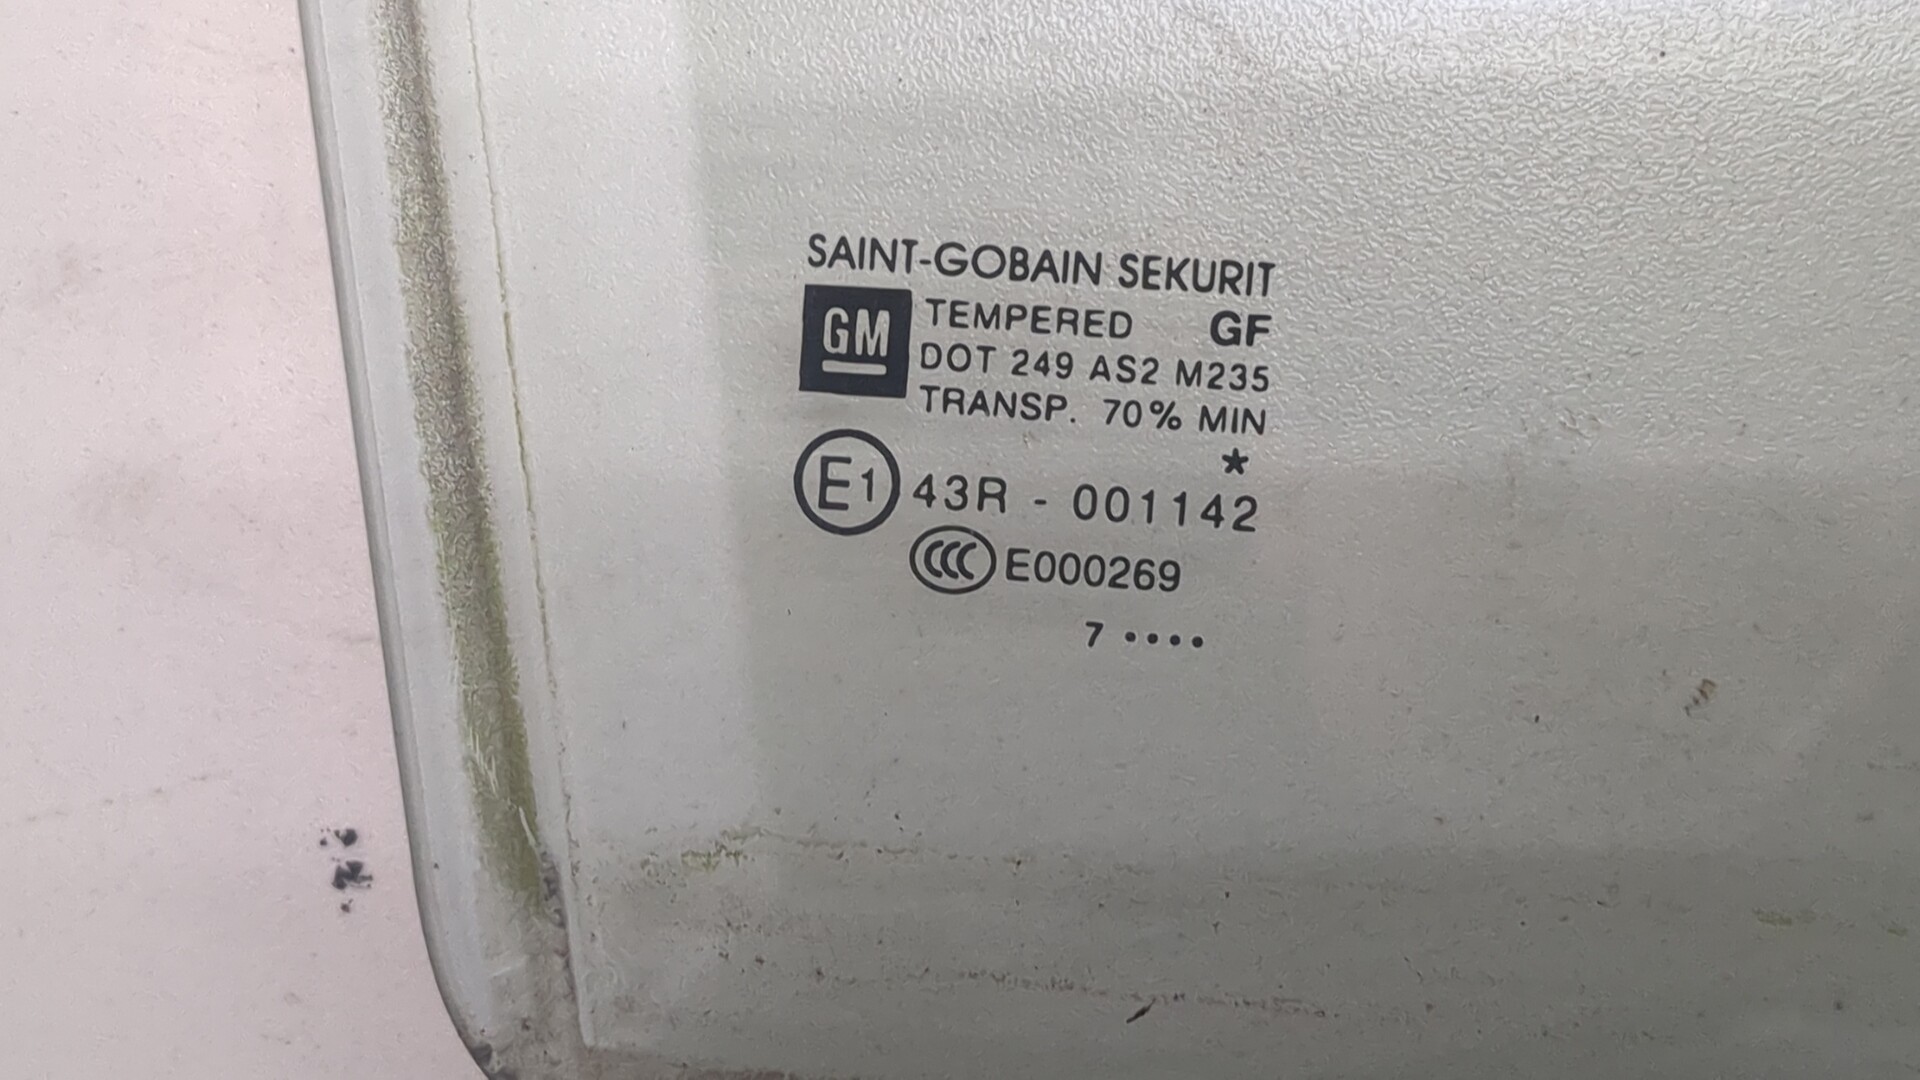 SAINT-GOBAIN SEKURIT
GM TEMPERED GF
DOT 249 AS2 M235
TRANSP. 70% MIN
*
E1 43R - 001142
CCC E000269
7 ••••